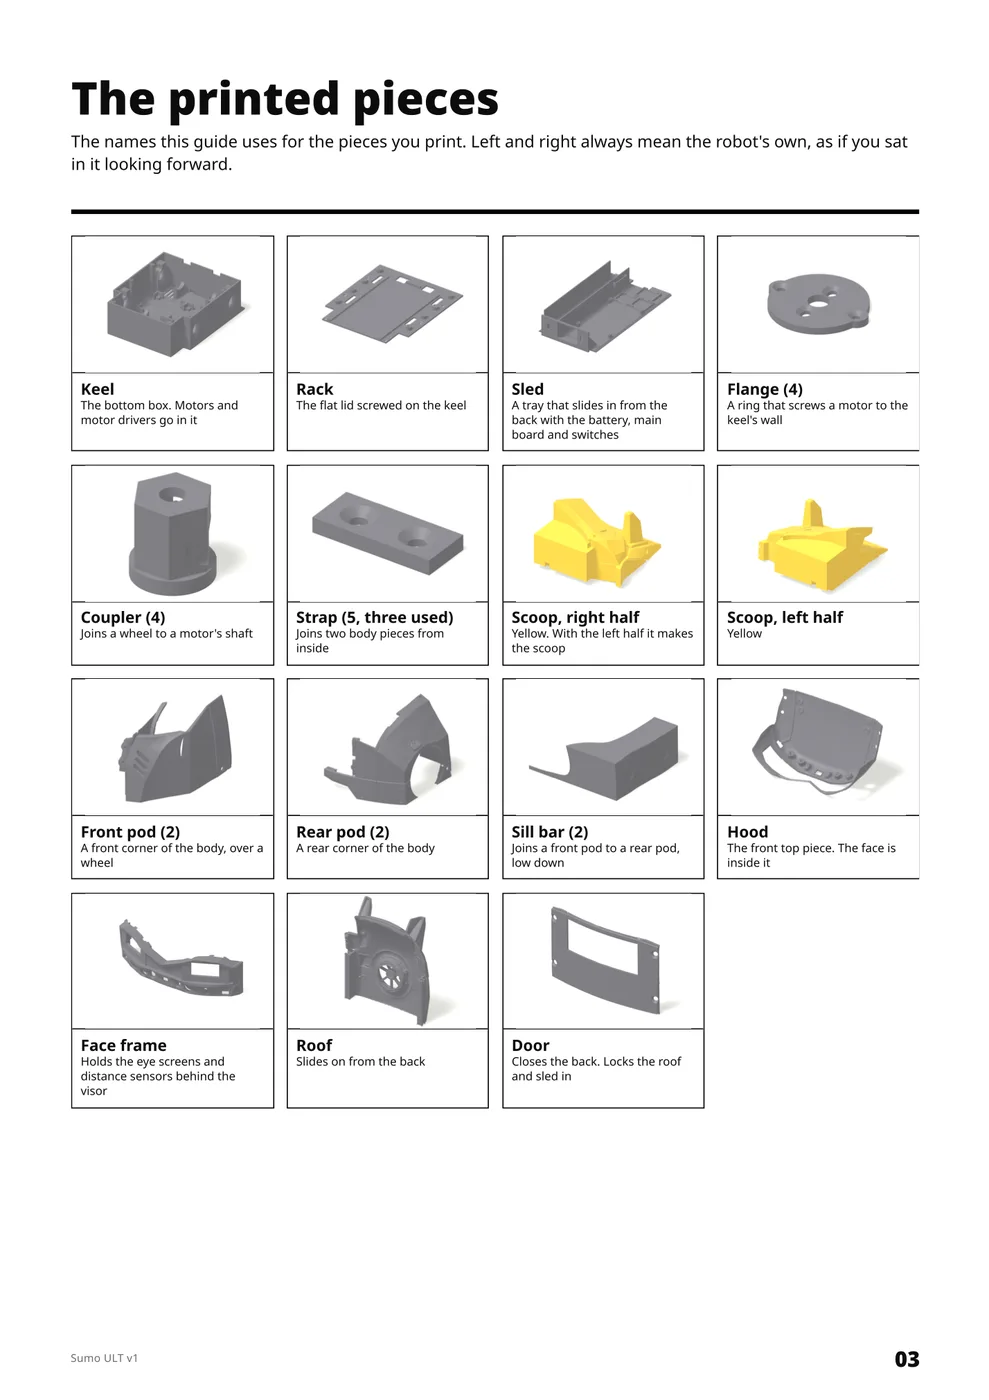 The printed pieces
The names this guide uses for the pieces you print. Left and right always mean the robot's own, as if you sat
in it looking forward.
Keel
The bottom box. Motors and
motor drivers go in it
Rack
The flat lid screwed on the keel
Sled
A tray that slides in from the
back with the battery, main
board and switches
Flange (4)
A ring that screws a motor to the
keel's wall
Coupler (4)
Joins a wheel to a motor's shaft
Strap (5, three used)
Joins two body pieces from
inside
Scoop, right half
Yellow. With the left half it makes
the scoop
Scoop, left half
Yellow
Front pod (2)
A front corner of the body, over a
wheel
Rear pod (2)
A rear corner of the body
Sill bar (2)
Joins a front pod to a rear pod,
low down
Hood
The front top piece. The face is
inside it
Face frame
Holds the eye screens and
distance sensors behind the
visor
Roof
Slides on from the back
Door
Closes the back. Locks the roof
and sled in
Sumo ULT v1
03